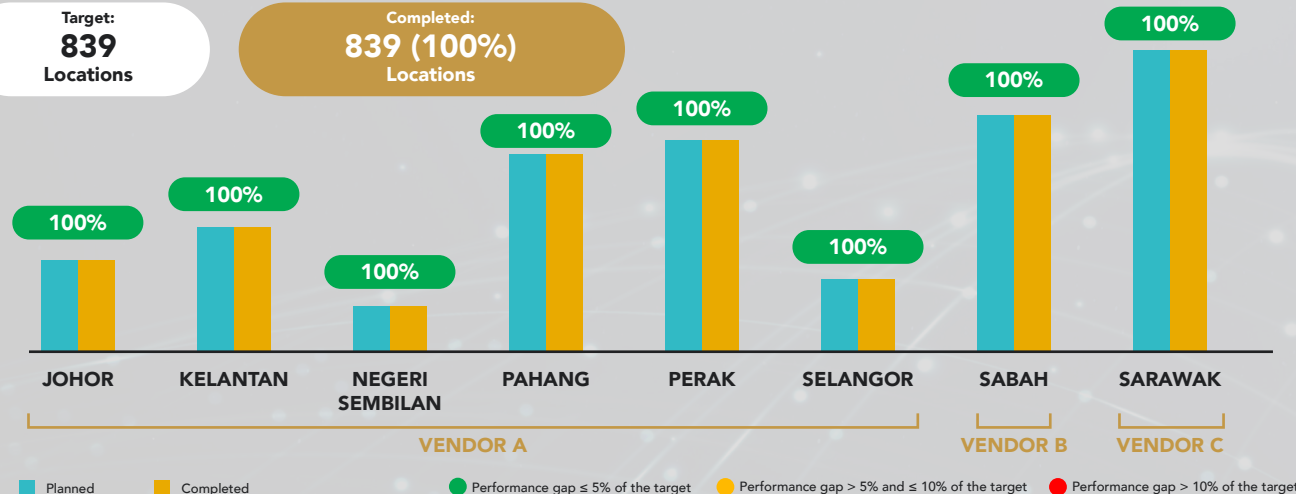 Target:
839
Locations
Completed:
839 (100%)
Locations
100%
100%
100%
100%
100%
100%
100%
100%
JOHOR
KELANTAN
NEGERI
SEMBILAN
PAHANG
PERAK
SELANGOR
SABAH
SARAWAK
VENDOR A
VENDOR B
VENDOR C
Planned
Completed
Performance gap ≤ 5% of the target
Performance gap > 5% and ≤ 10% of the target
Performance gap > 10% of the target